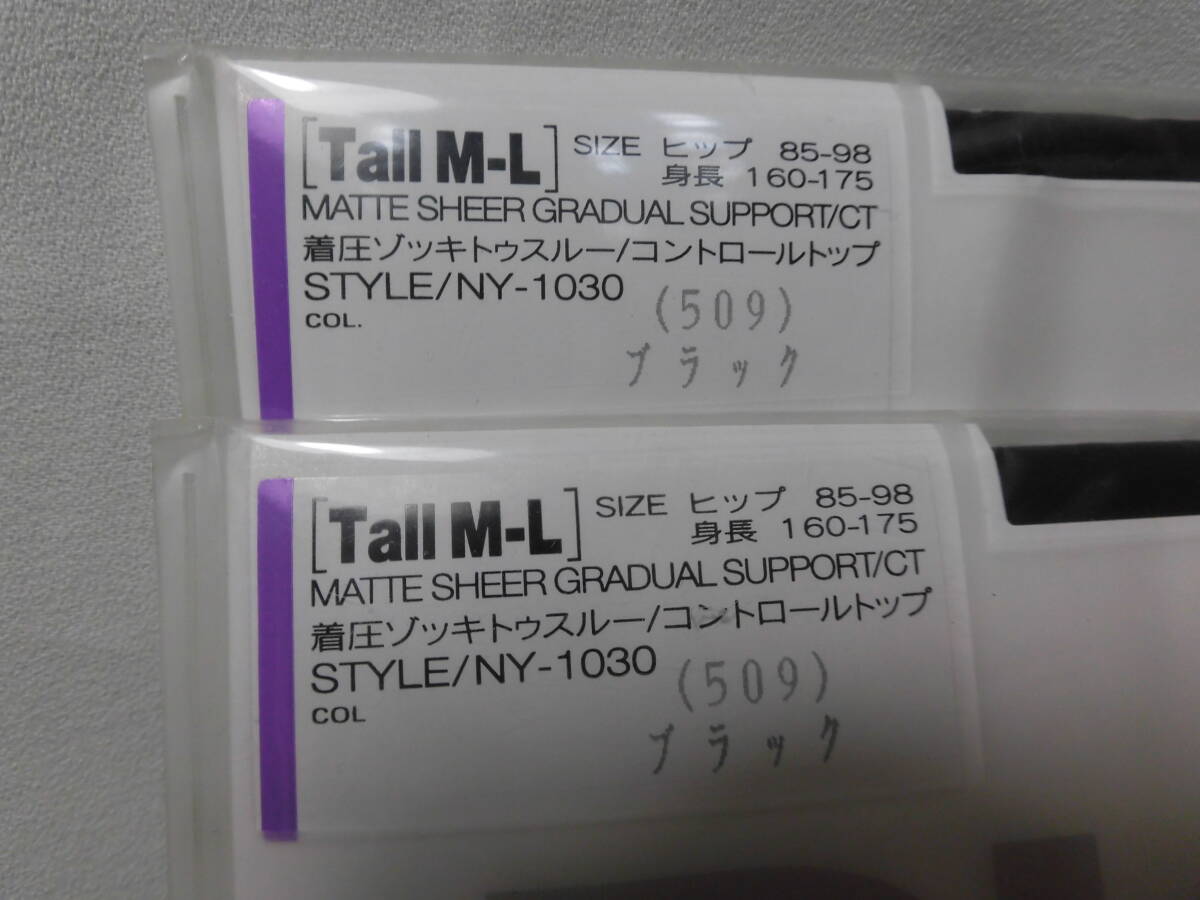 [Tall M-L] SIZE ヒップ 85-98
身長 160-175
MATTE SHEER GRADUAL SUPPORT/CT
着圧ゾッキトゥスルー/コントロールトップ
STYLE/NY-1030 (509)
COL. ブラック
[Tall M-L] SIZE ヒップ 85-98
身長 160-175
MATTE SHEER GRADUAL SUPPORT/CT
着圧ゾッキトゥスルー/コントロールトップ
STYLE/NY-1030 (509)
COL ブラック